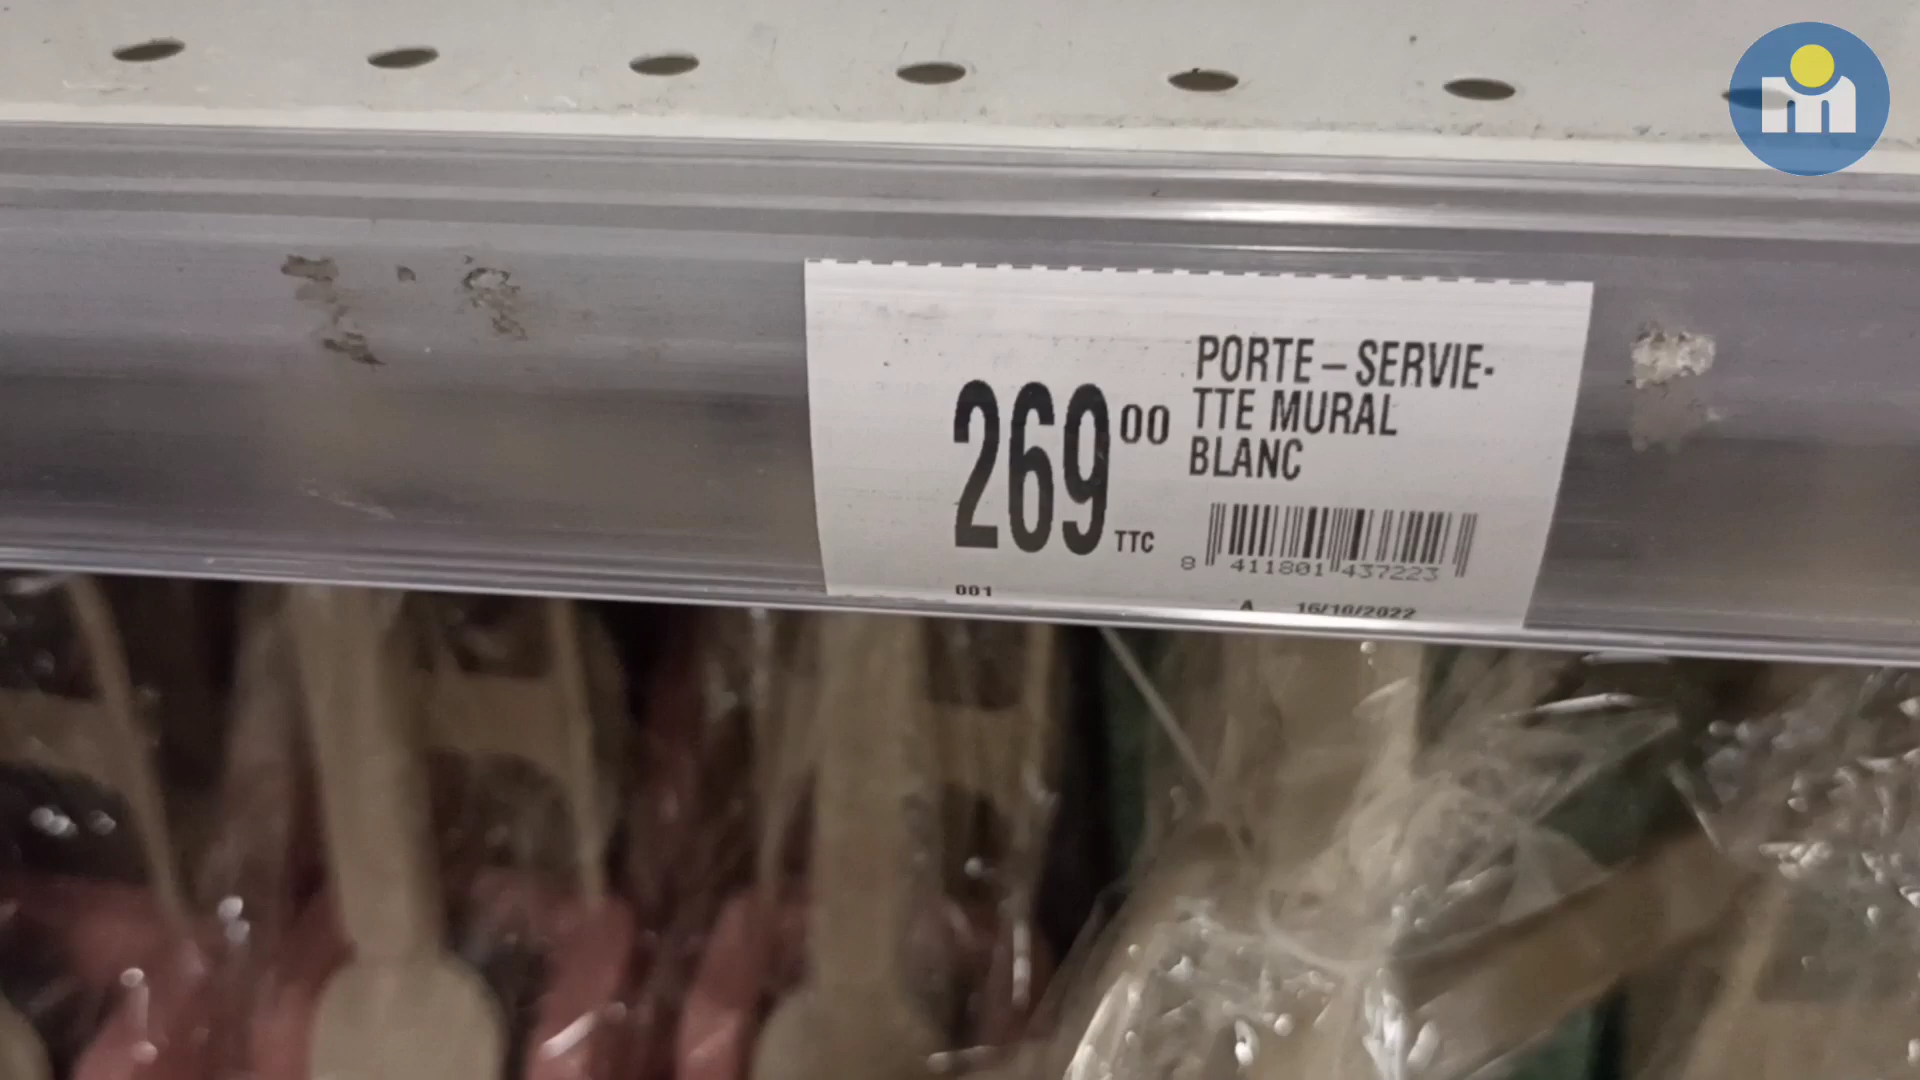 269 00 TTC
PORTE - SERVIE-
TTE MURAL
BLANC
8 411801 437223
001
A 16/10/2022
m